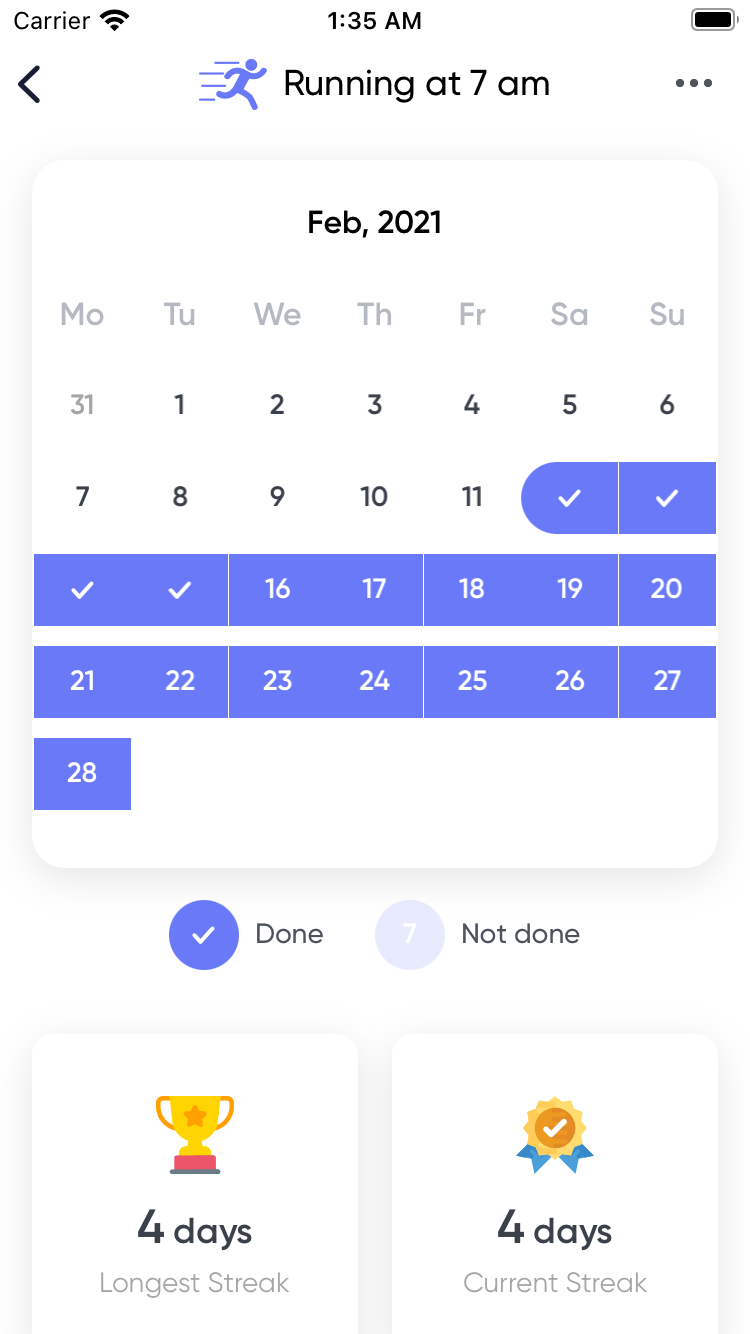 Carrier 1:35 AM
Running at 7 am
Feb, 2021
Mo Tu We Th Fr Sa Su
31 1 2 3 4 5 6
7 8 9 10 11
16 17 18 19 20
21 22 23 24 25 26 27
28
Done 7 Not done
4 days 4 days
Longest Streak Current Streak